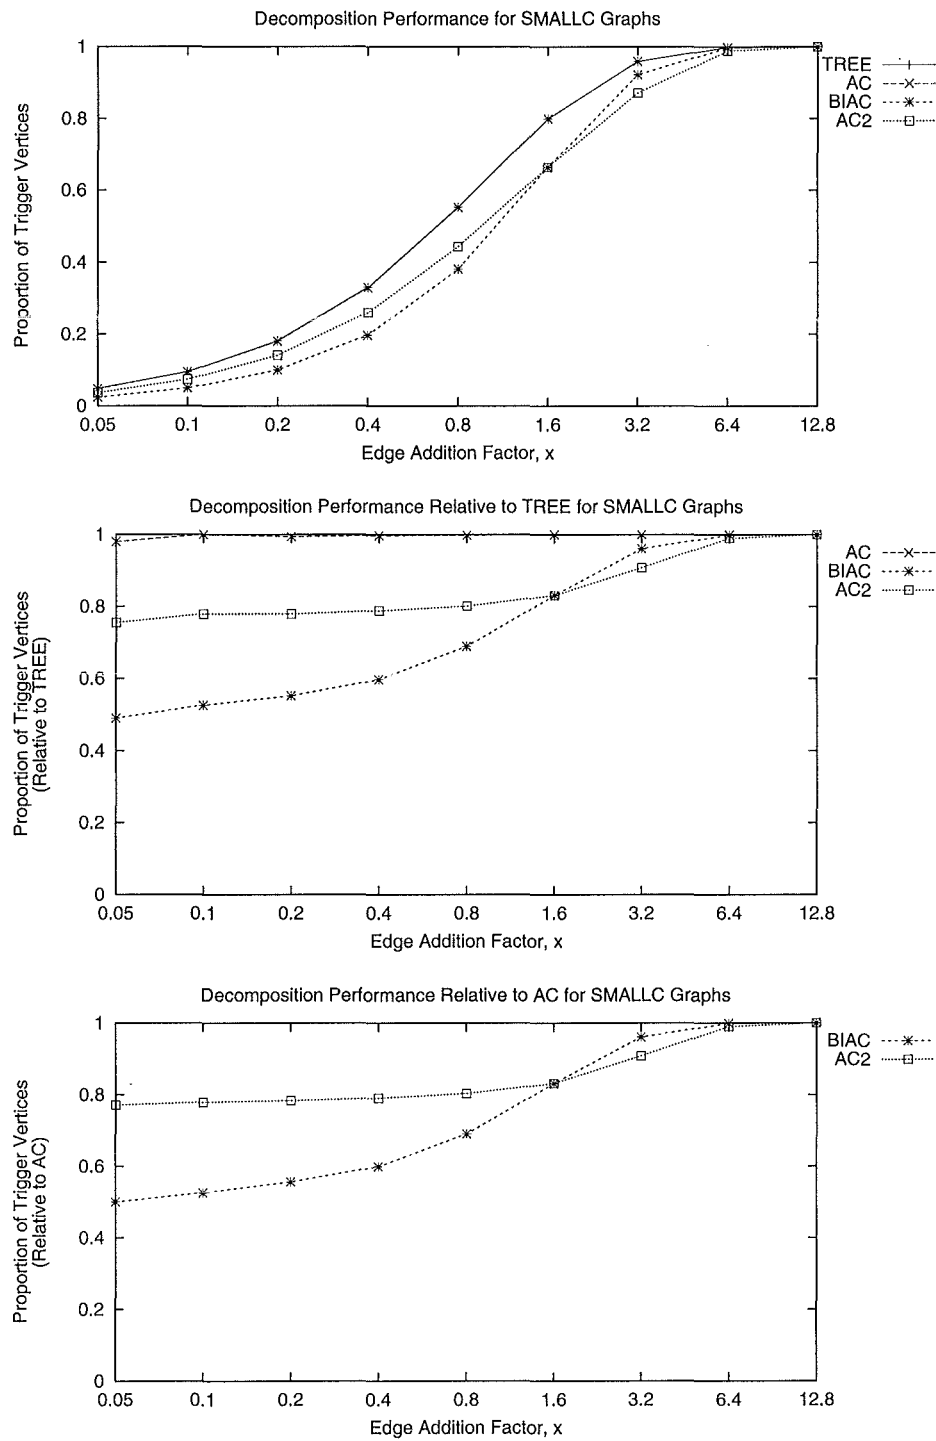 Decomposition Performance for SMALLC Graphs
1
0.8
0.6
0.4
0.2
0
Proportion of Trigger Vertices
0.05 0.1 0.2 0.4 0.8 1.6 3.2 6.4 12.8
Edge Addition Factor, x
TREE
AC
BIAC
AC2
Decomposition Performance Relative to TREE for SMALLC Graphs
1
0.8
0.6
0.4
0.2
0
Proportion of Trigger Vertices
(Relative to TREE)
0.05 0.1 0.2 0.4 0.8 1.6 3.2 6.4 12.8
Edge Addition Factor, x
AC
BIAC
AC2
Decomposition Performance Relative to AC for SMALLC Graphs
1
0.8
0.6
0.4
0.2
0
Proportion of Trigger Vertices
(Relative to AC)
0.05 0.1 0.2 0.4 0.8 1.6 3.2 6.4 12.8
Edge Addition Factor, x
BIAC
AC2